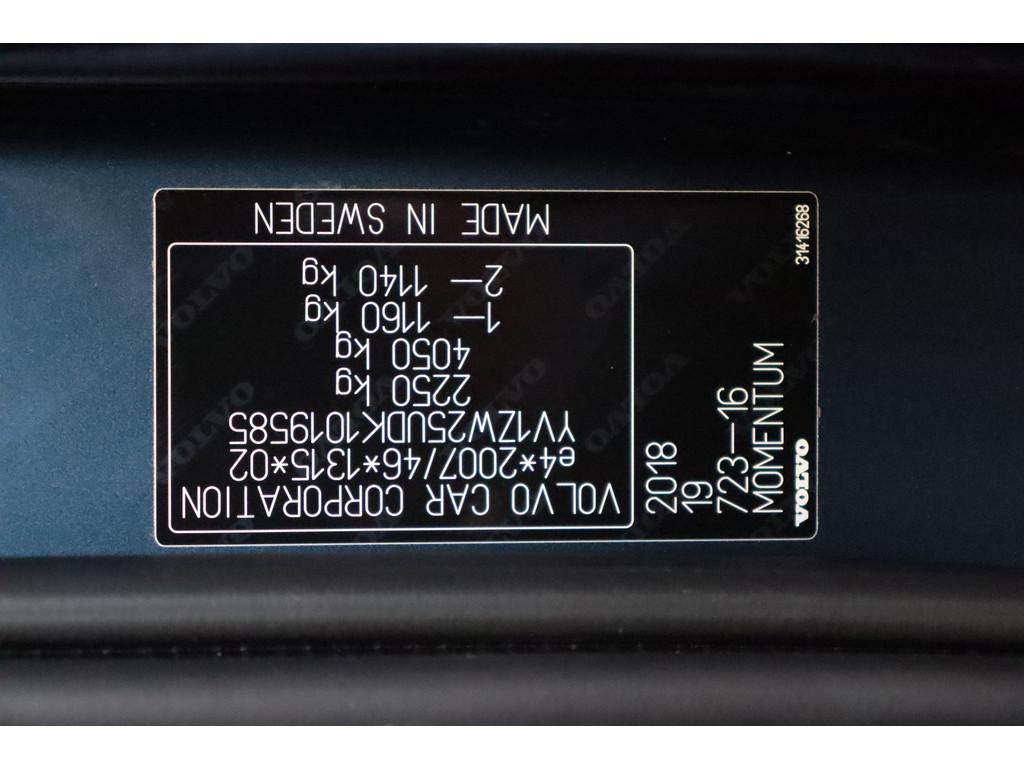 VOLVO CAR CORPORATION
e4*2007/46*1315*02
YV1ZW25UDK1019585
2250 kg
4050 kg
1— 1160 kg
2— 1140 kg
MADE IN SWEDEN
2018
19
723—16
MOMENTUM
VOLVO
31416268